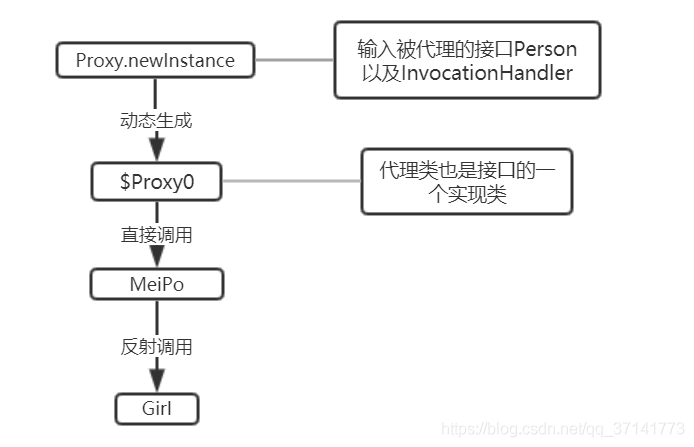 Proxy.newInstance
输入被代理的接口Person
以及InvocationHandler
动态生成
$Proxy0
代理类也是接口的一
个实现类
直接调用
MeiPo
反射调用
Girl
https://blog.csdn.net/qq_37141773